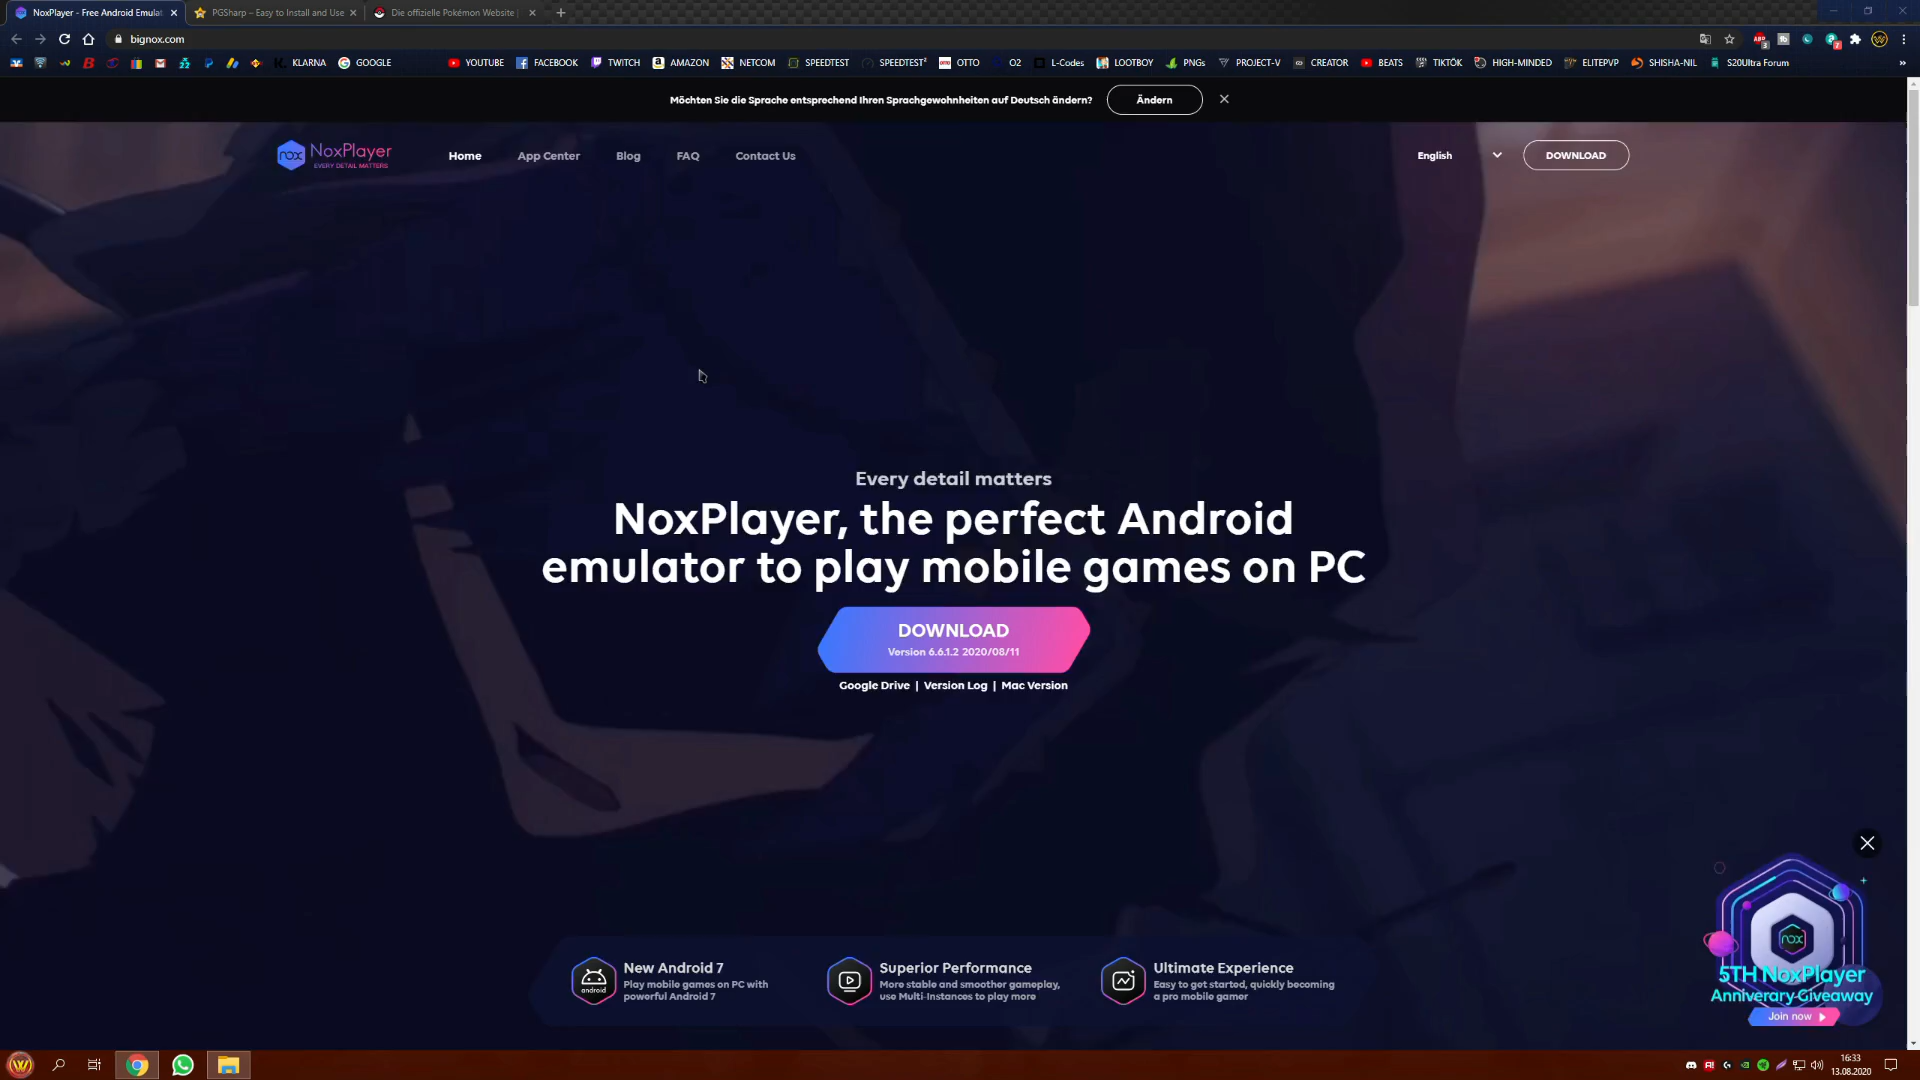 NoxPlayer - Free Android Emulat
PGSharp – Easy to Install and Use
Die offizielle Pokémon Website |
bignox.com
KLARNA GOOGLE YOUTUBE FACEBOOK TWITCH AMAZON NETCOM SPEEDTEST SPEEDTEST² OTTO O2 L-Codes LOOTBOY PNGs PROJECT-V CREATOR BEATS TIKTÖK HIGH-MINDED ELITEPVP SHISHA-NIL S20Ultra Forum
Möchten Sie die Sprache entsprechend Ihren Sprachgewohnheiten auf Deutsch ändern? Ändern
nox NoxPlayer
EVERY DETAIL MATTERS
Home App Center Blog FAQ Contact Us English DOWNLOAD
Every detail matters
NoxPlayer, the perfect Android
emulator to play mobile games on PC
DOWNLOAD
Version 6.6.1.2 2020/08/11
Google Drive | Version Log | Mac Version
android
New Android 7
Play mobile games on PC with
powerful Android 7
Superior Performance
More stable and smoother gameplay,
use Multi-Instances to play more
Ultimate Experience
Easy to get started, quickly becoming
a pro mobile gamer
nox
5TH NoxPlayer
Anniverary Giveaway
Join now
16:33
13.08.2020